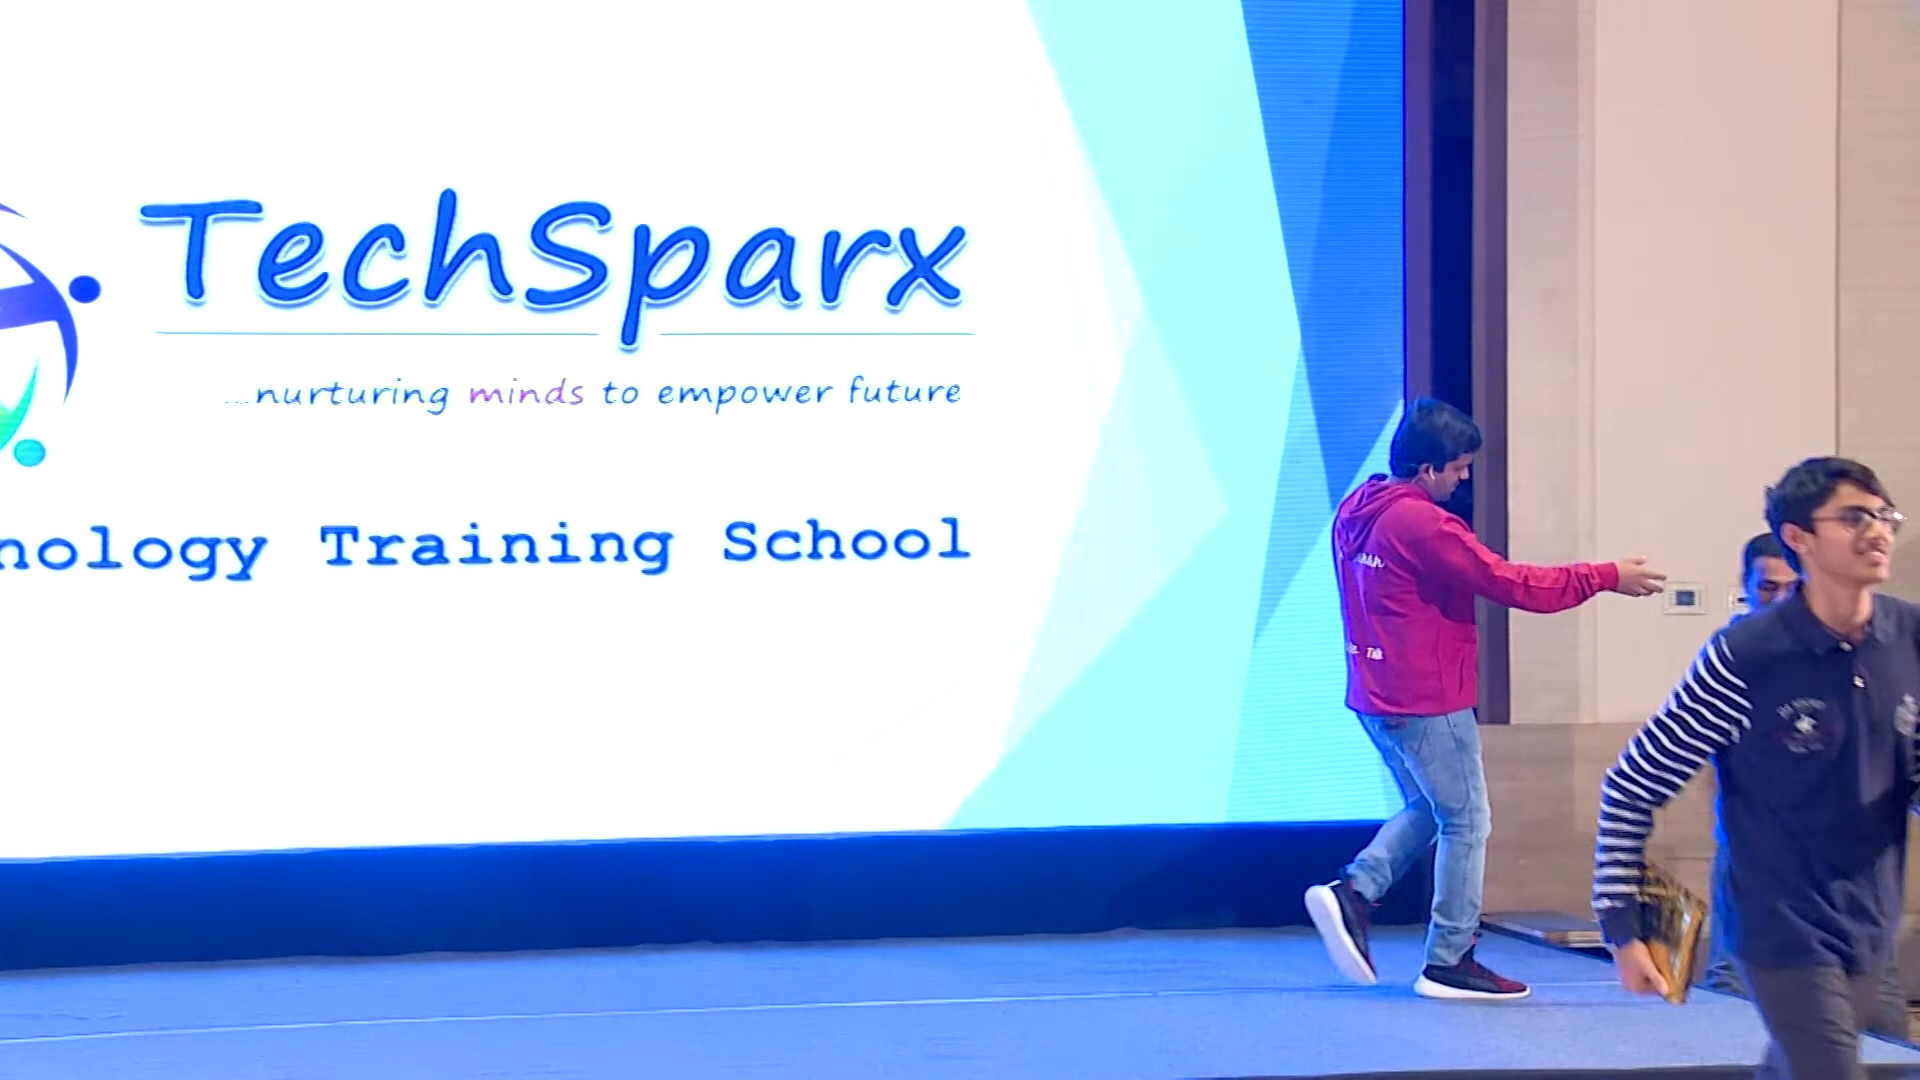 TechSparx
...nurturing minds to empower future
nology Training School